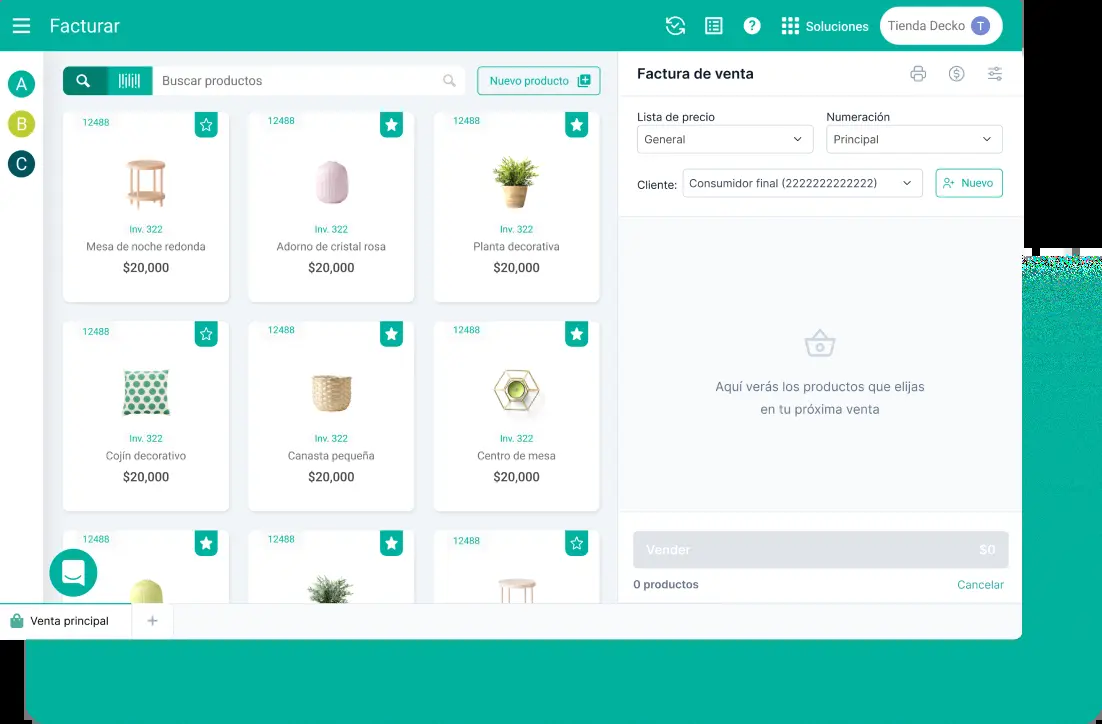 Facturar
Soluciones
Tienda Decko T
A
B
C
Buscar productos
Nuevo producto
12488
Inv. 322
Mesa de noche redonda
$20,000
12488
Inv. 322
Adorno de cristal rosa
$20,000
12488
Inv. 322
Planta decorativa
$20,000
12488
Inv. 322
Cojín decorativo
$20,000
12488
Inv. 322
Canasta pequeña
$20,000
12488
Inv. 322
Centro de mesa
$20,000
12488
12488
12488
Factura de venta
Lista de precio
General
Numeración
Principal
Cliente: Consumidor final (2222222222222)
Nuevo
Aquí verás los productos que elijas
en tu próxima venta
Vender $0
0 productos
Cancelar
Venta principal +